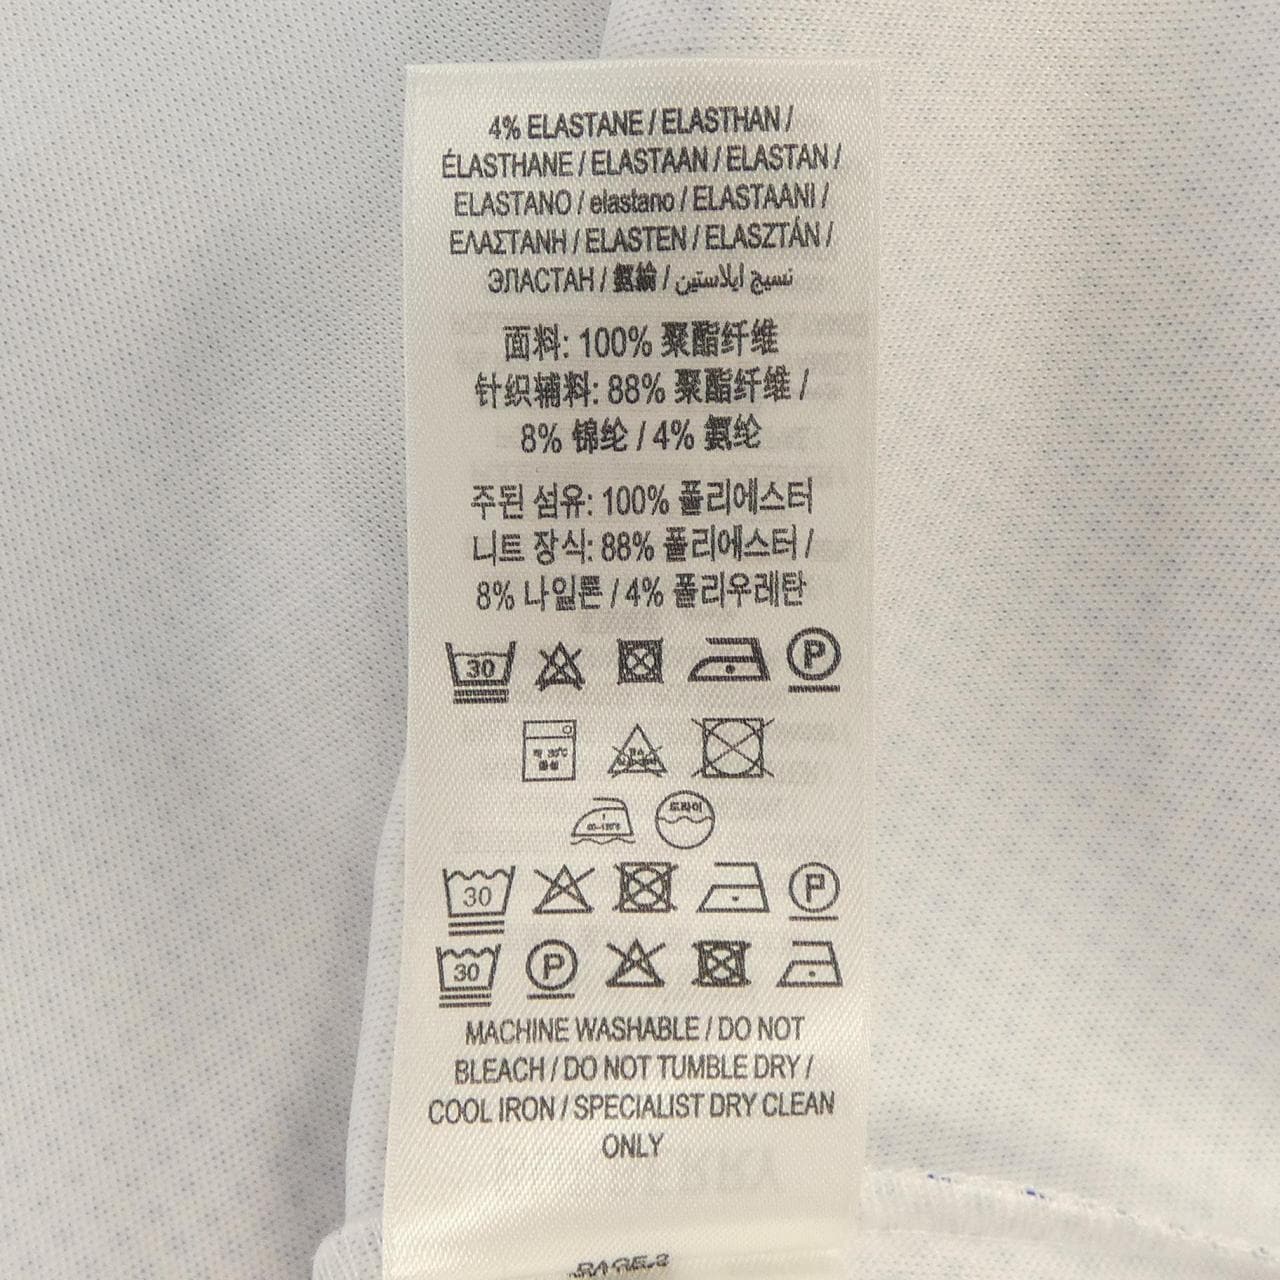 4% ELASTANE / ELASTHAN /
ÉLASTHANE / ELASTAAN / ELASTAN /
ELASTANO / elastano / ELASTAANI /
ΕΛΑΣΤΑΝΗ / ELASTEN / ELASZTÁN /
ЭЛАСТАН / 氨綸 / نسيج ايلاستين
面料: 100% 聚酯纤维
针织辅料: 88% 聚酯纤维 /
8% 锦纶 / 4% 氨纶
주된 섬유: 100% 폴리에스터
니트 장식: 88% 폴리에스터 /
8% 나일론 / 4% 폴리우레탄
30 P
드라이
30 P
30 P
MACHINE WASHABLE / DO NOT
BLEACH / DO NOT TUMBLE DRY /
COOL IRON / SPECIALIST DRY CLEAN
ONLY